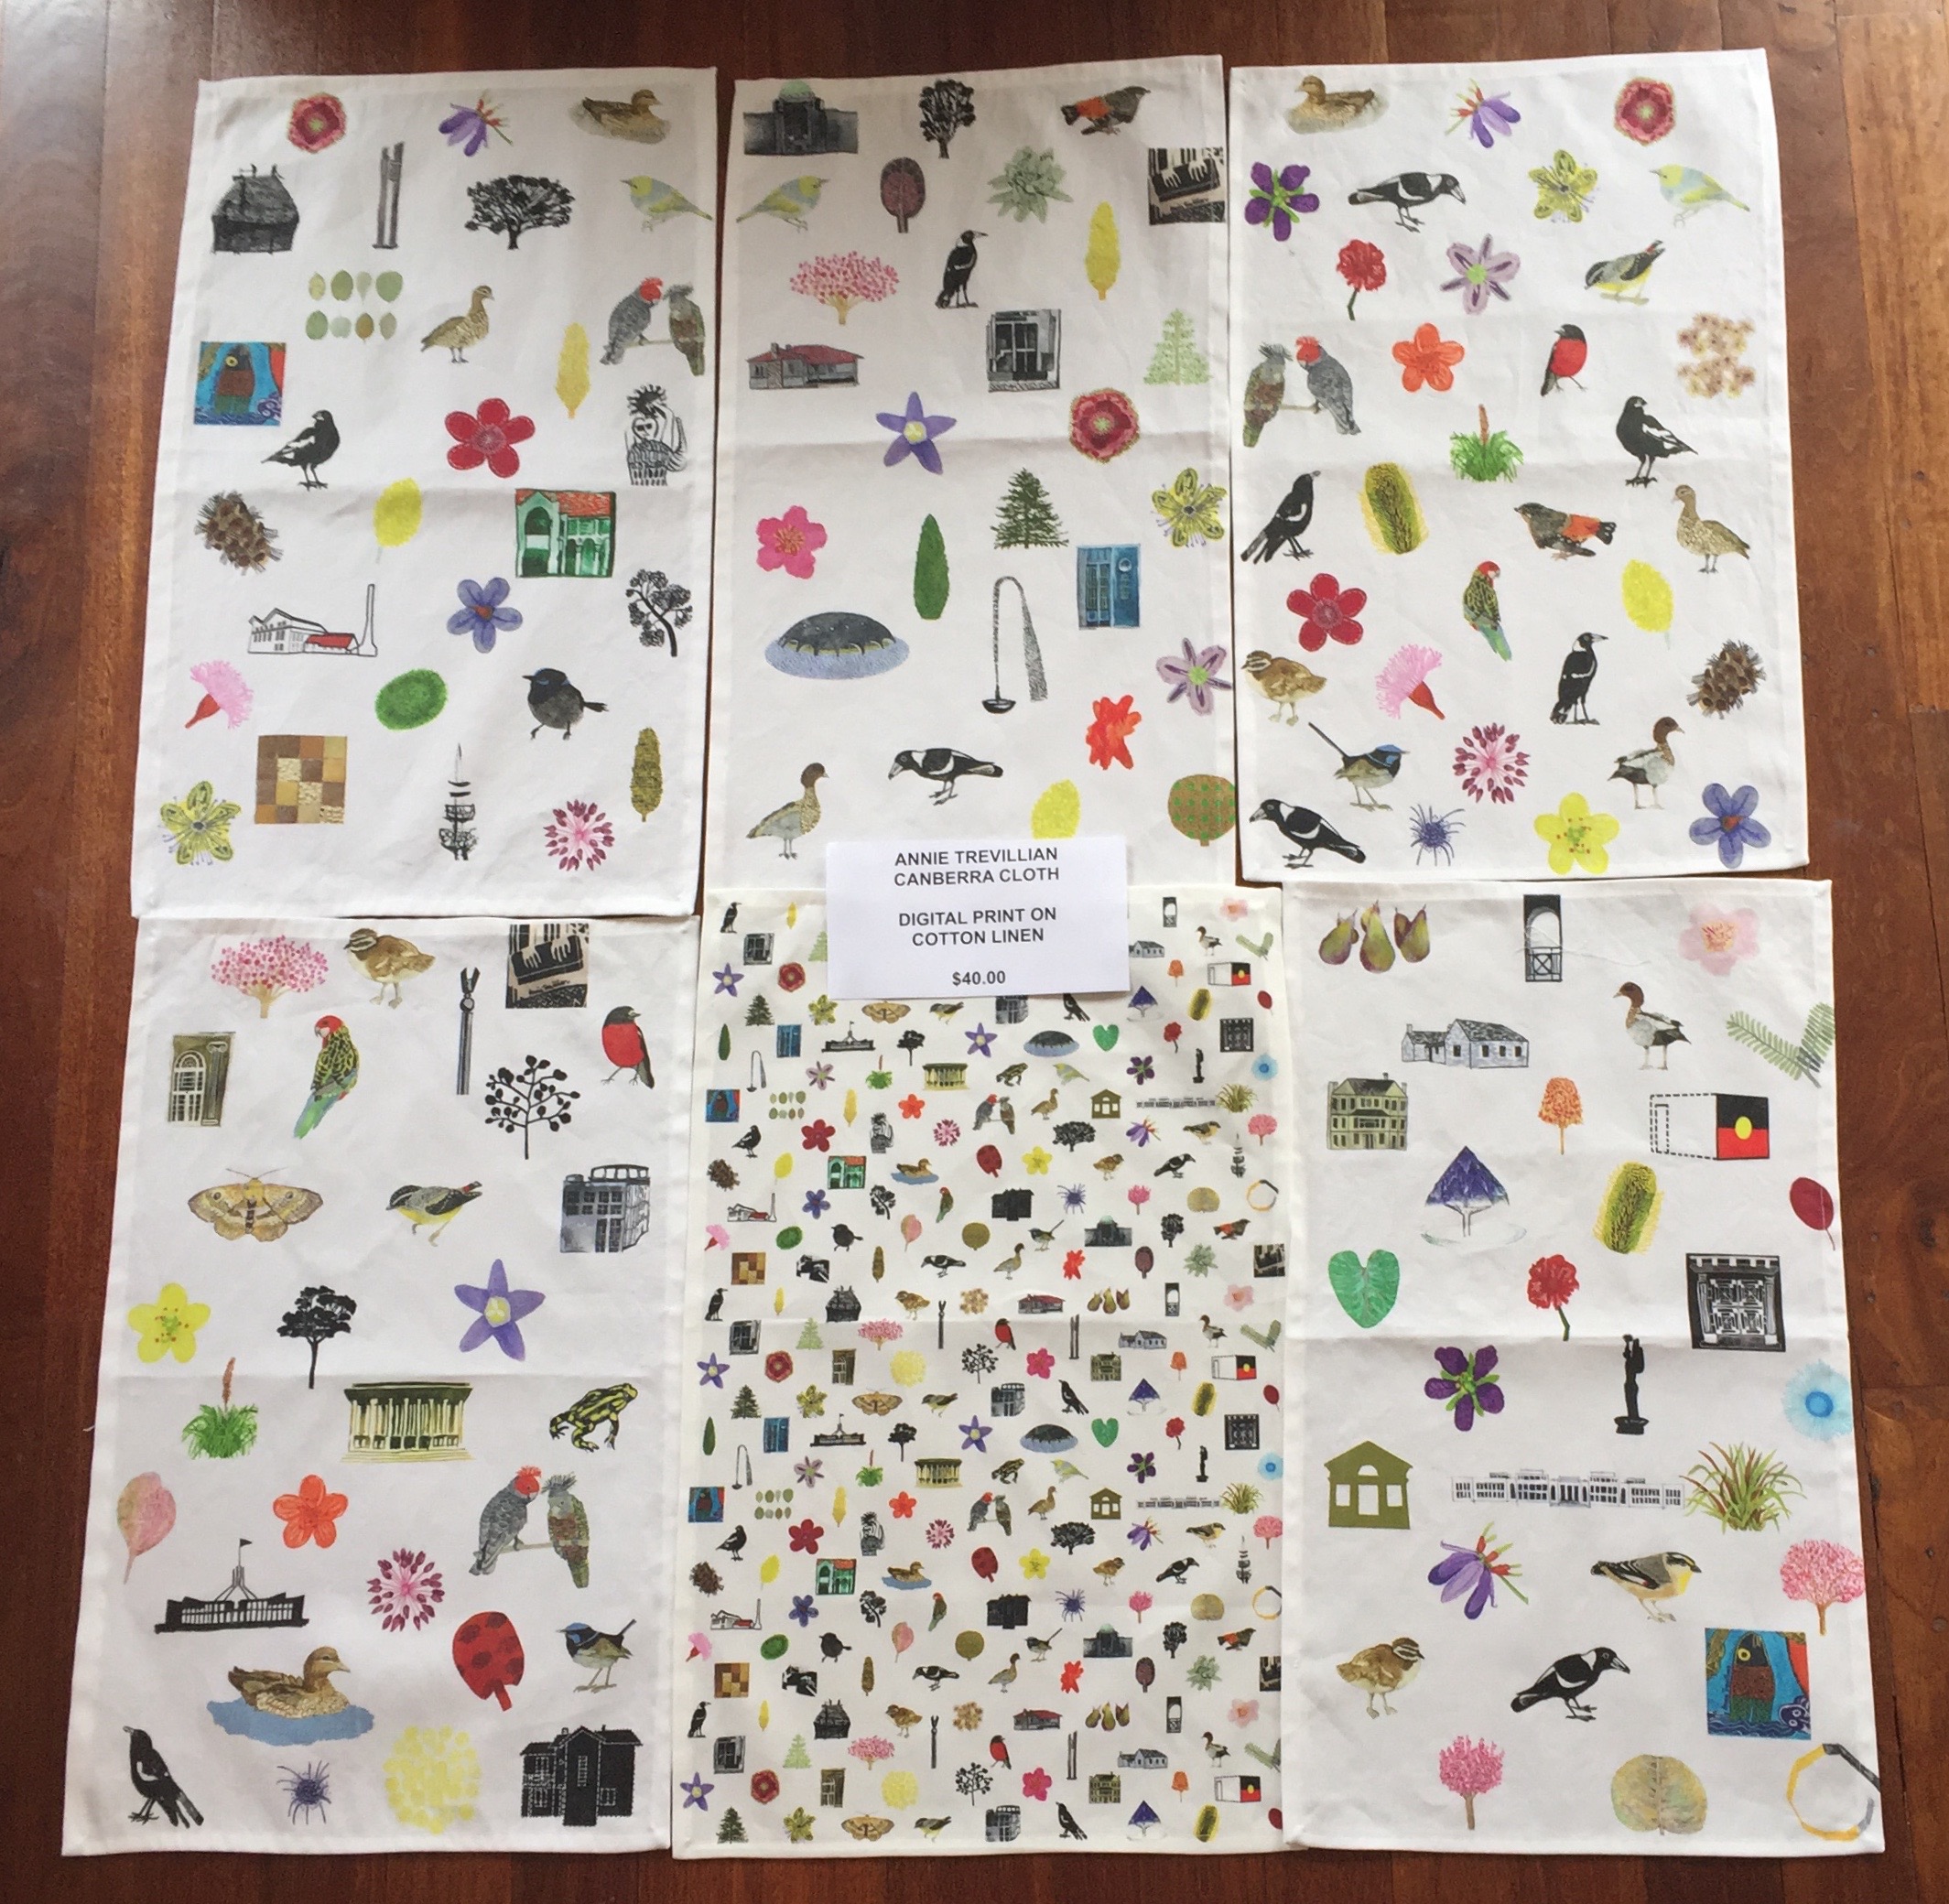 ANNIE TREVILLIAN
CANBERRA CLOTH
DIGITAL PRINT ON
COTTON LINEN
$40.00